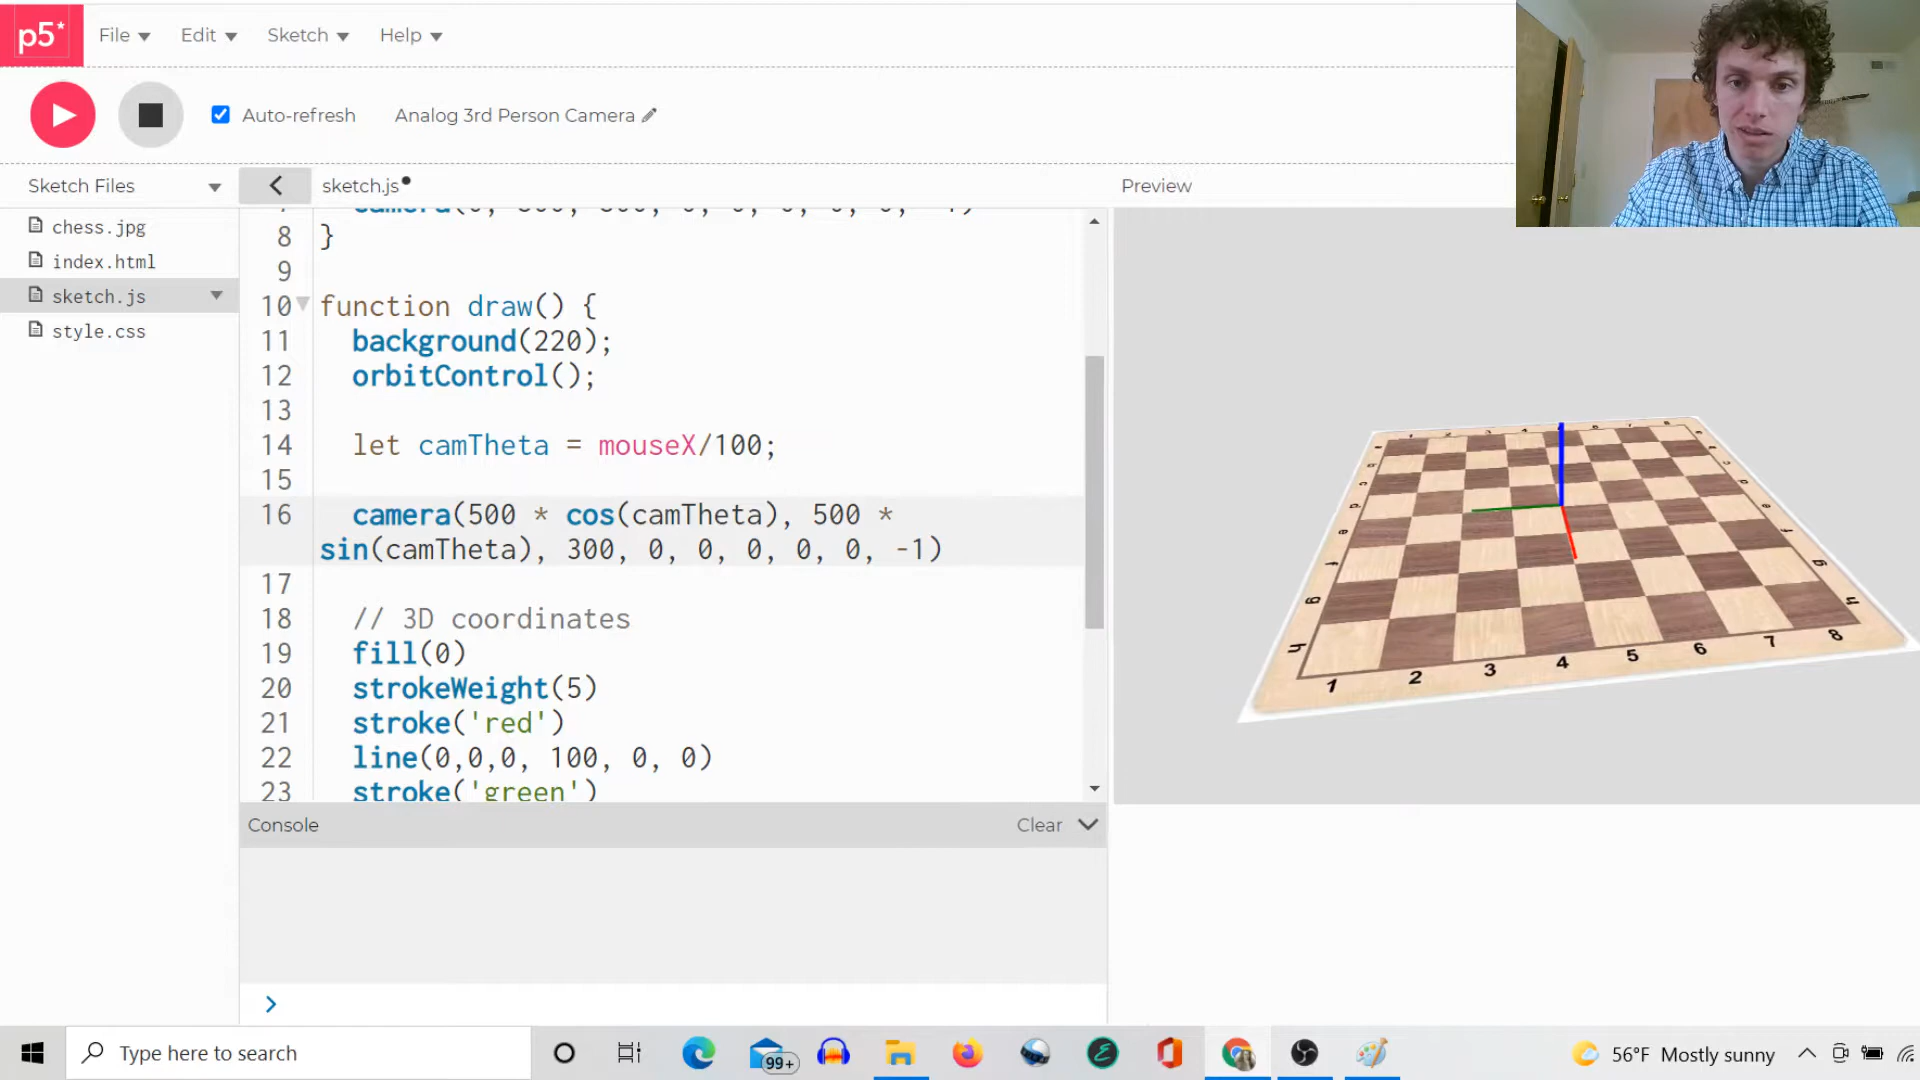 p5*
File
Edit
Sketch
Help
Auto-refresh
Analog 3rd Person Camera
Sketch Files
sketch.js
Preview
chess.jpg
index.html
sketch.js
style.css
8 }
9
10 function draw() {
11 background(220);
12 orbitControl();
13
14 let camTheta = mouseX/100;
15
16 camera(500 * cos(camTheta), 500 *
sin(camTheta), 300, 0, 0, 0, 0, 0, -1)
17
18 // 3D coordinates
19 fill(0)
20 strokeWeight(5)
21 stroke('red')
22 line(0,0,0, 100, 0, 0)
23 stroke('green')
1 2 3 4 5 6 7 8
Console
Clear
>
Type here to search
99+
56°F Mostly sunny